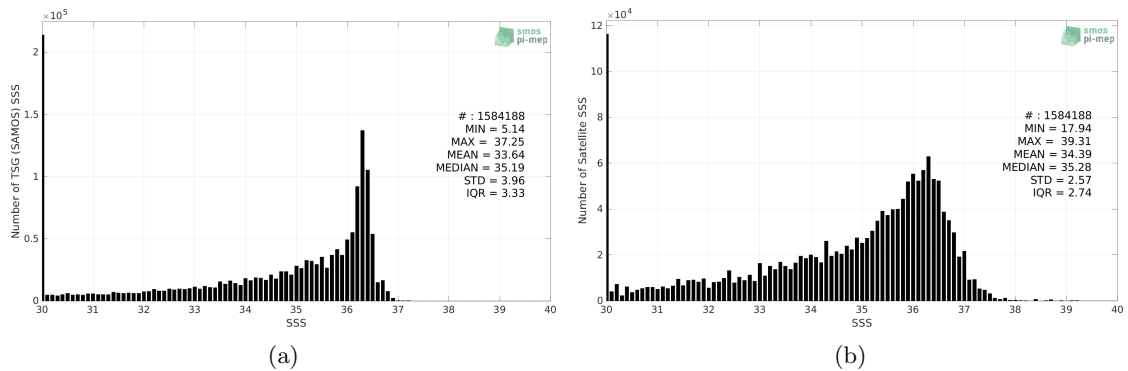 ×10⁵
2
1.5
1
0.5
0
30 31 32 33 34 35 36 37 38 39 40
SSS
Number of TSG (SAMOS) SSS
smos
pi-mep
# : 1584188
MIN = 5.14
MAX = 37.25
MEAN = 33.64
MEDIAN = 35.19
STD = 3.96
IQR = 3.33
(a)
×10⁴
12
10
8
6
4
2
0
30 31 32 33 34 35 36 37 38 39 40
SSS
Number of Satellite SSS
smos
pi-mep
# : 1584188
MIN = 17.94
MAX = 39.31
MEAN = 34.39
MEDIAN = 35.28
STD = 2.57
IQR = 2.74
(b)